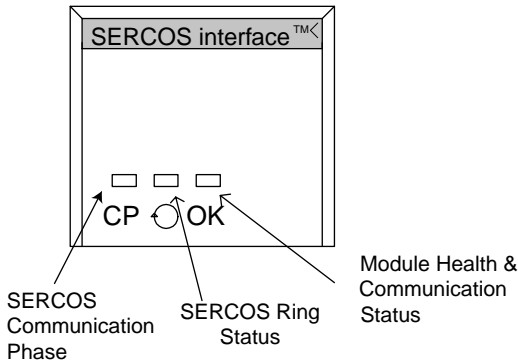 SERCOS interface™
CP OK
SERCOS
Communication
Phase
SERCOS Ring
Status
Module Health &
Communication
Status